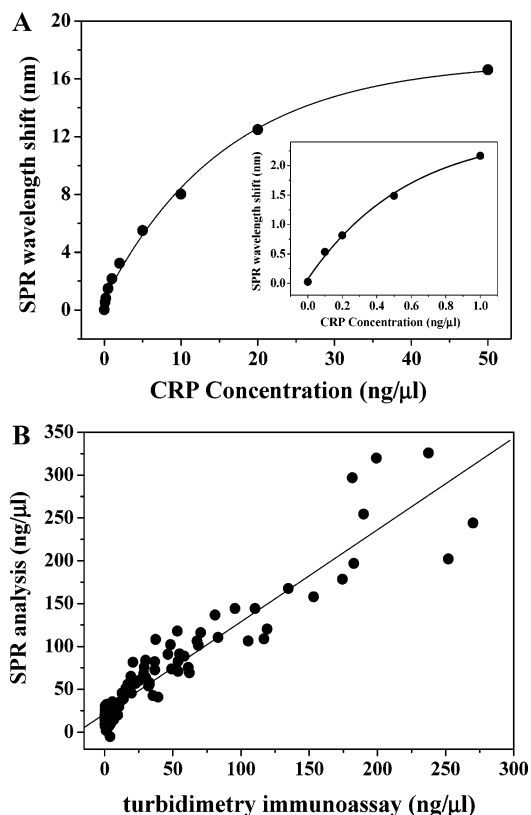 A
SPR wavelength shift (nm)
20
16
12
8
4
0
SPR wavelength shift (nm)
2.0
1.5
1.0
0.5
0.0
0.0 0.2 0.4 0.6 0.8 1.0
CRP Concentration (ng/μl)
0 10 20 30 40 50
CRP Concentration (ng/μl)
B
SPR analysis (ng/μl)
350
300
250
200
150
100
50
0
0 50 100 150 200 250 300
turbidimetry immunoassay (ng/μl)